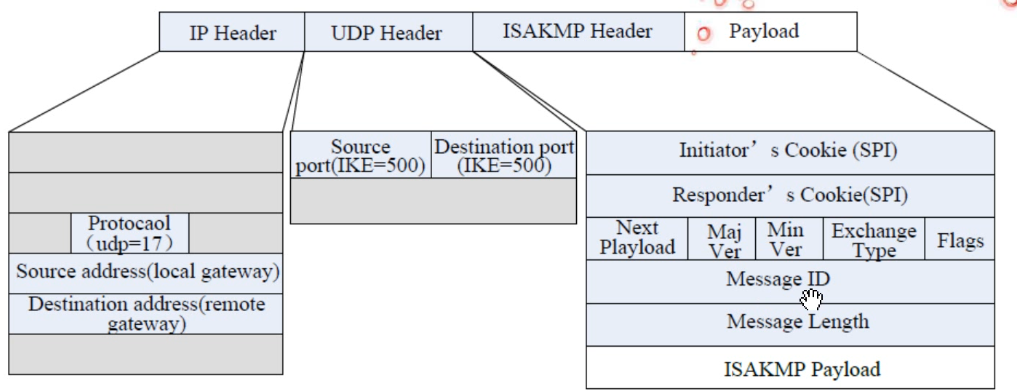 IP Header
UDP Header
ISAKMP Header
Payload
Source
port(IKE=500)
Destination port
(IKE=500)
Initiator’s Cookie (SPI)
Responder’s Cookie(SPI)
Protocaol
（udp=17）
Next
Playload
Maj
Ver
Min
Ver
Exchange
Type
Flags
Source address(local gateway)
Message ID
Destination address(remote
gateway)
Message Length
ISAKMP Payload